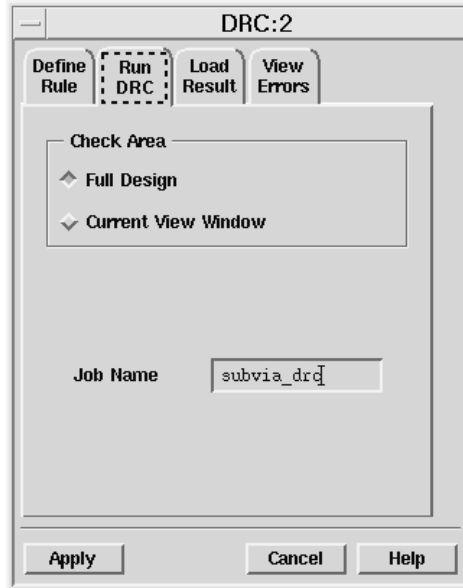 DRC:2
Define Rule
Run DRC
Load Result
View Errors
Check Area
Full Design
Current View Window
Job Name
subvia_drc
Apply
Cancel
Help